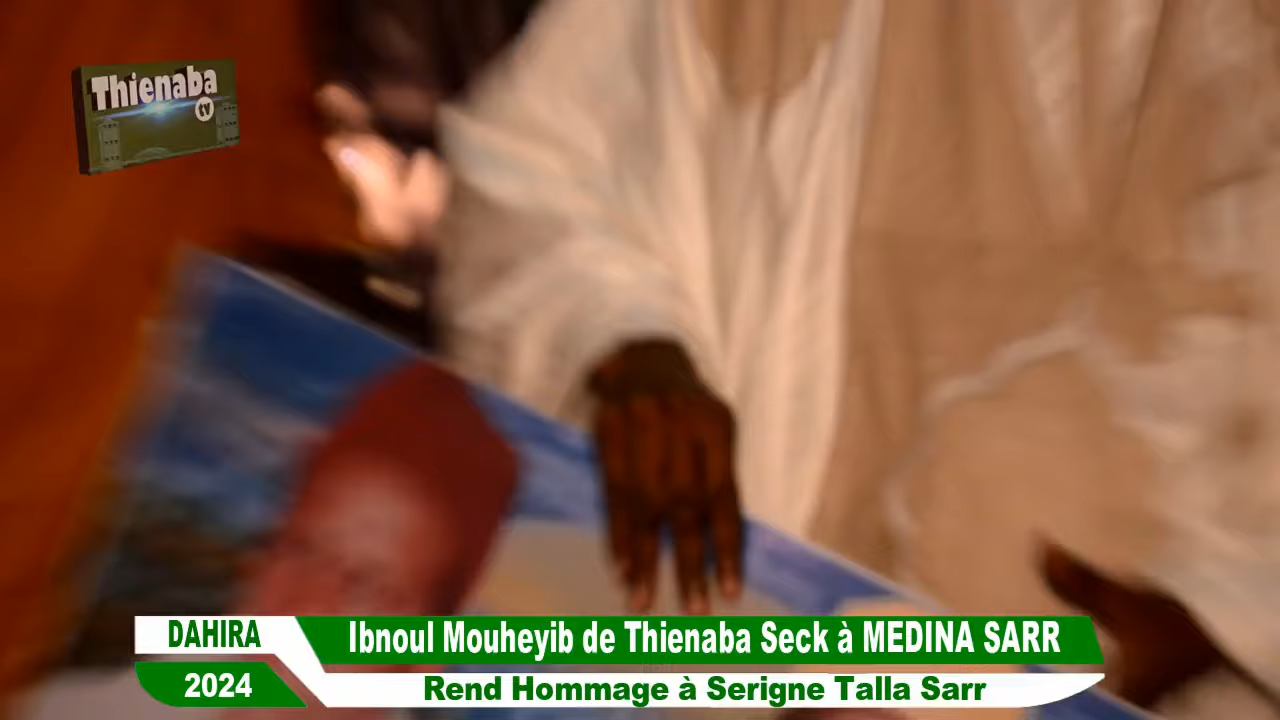 Thienaba
tv
DAHIRA
Ibnoul Mouheyib de Thienaba Seck à MEDINA SARR
2024
Rend Hommage à Serigne Talla Sarr